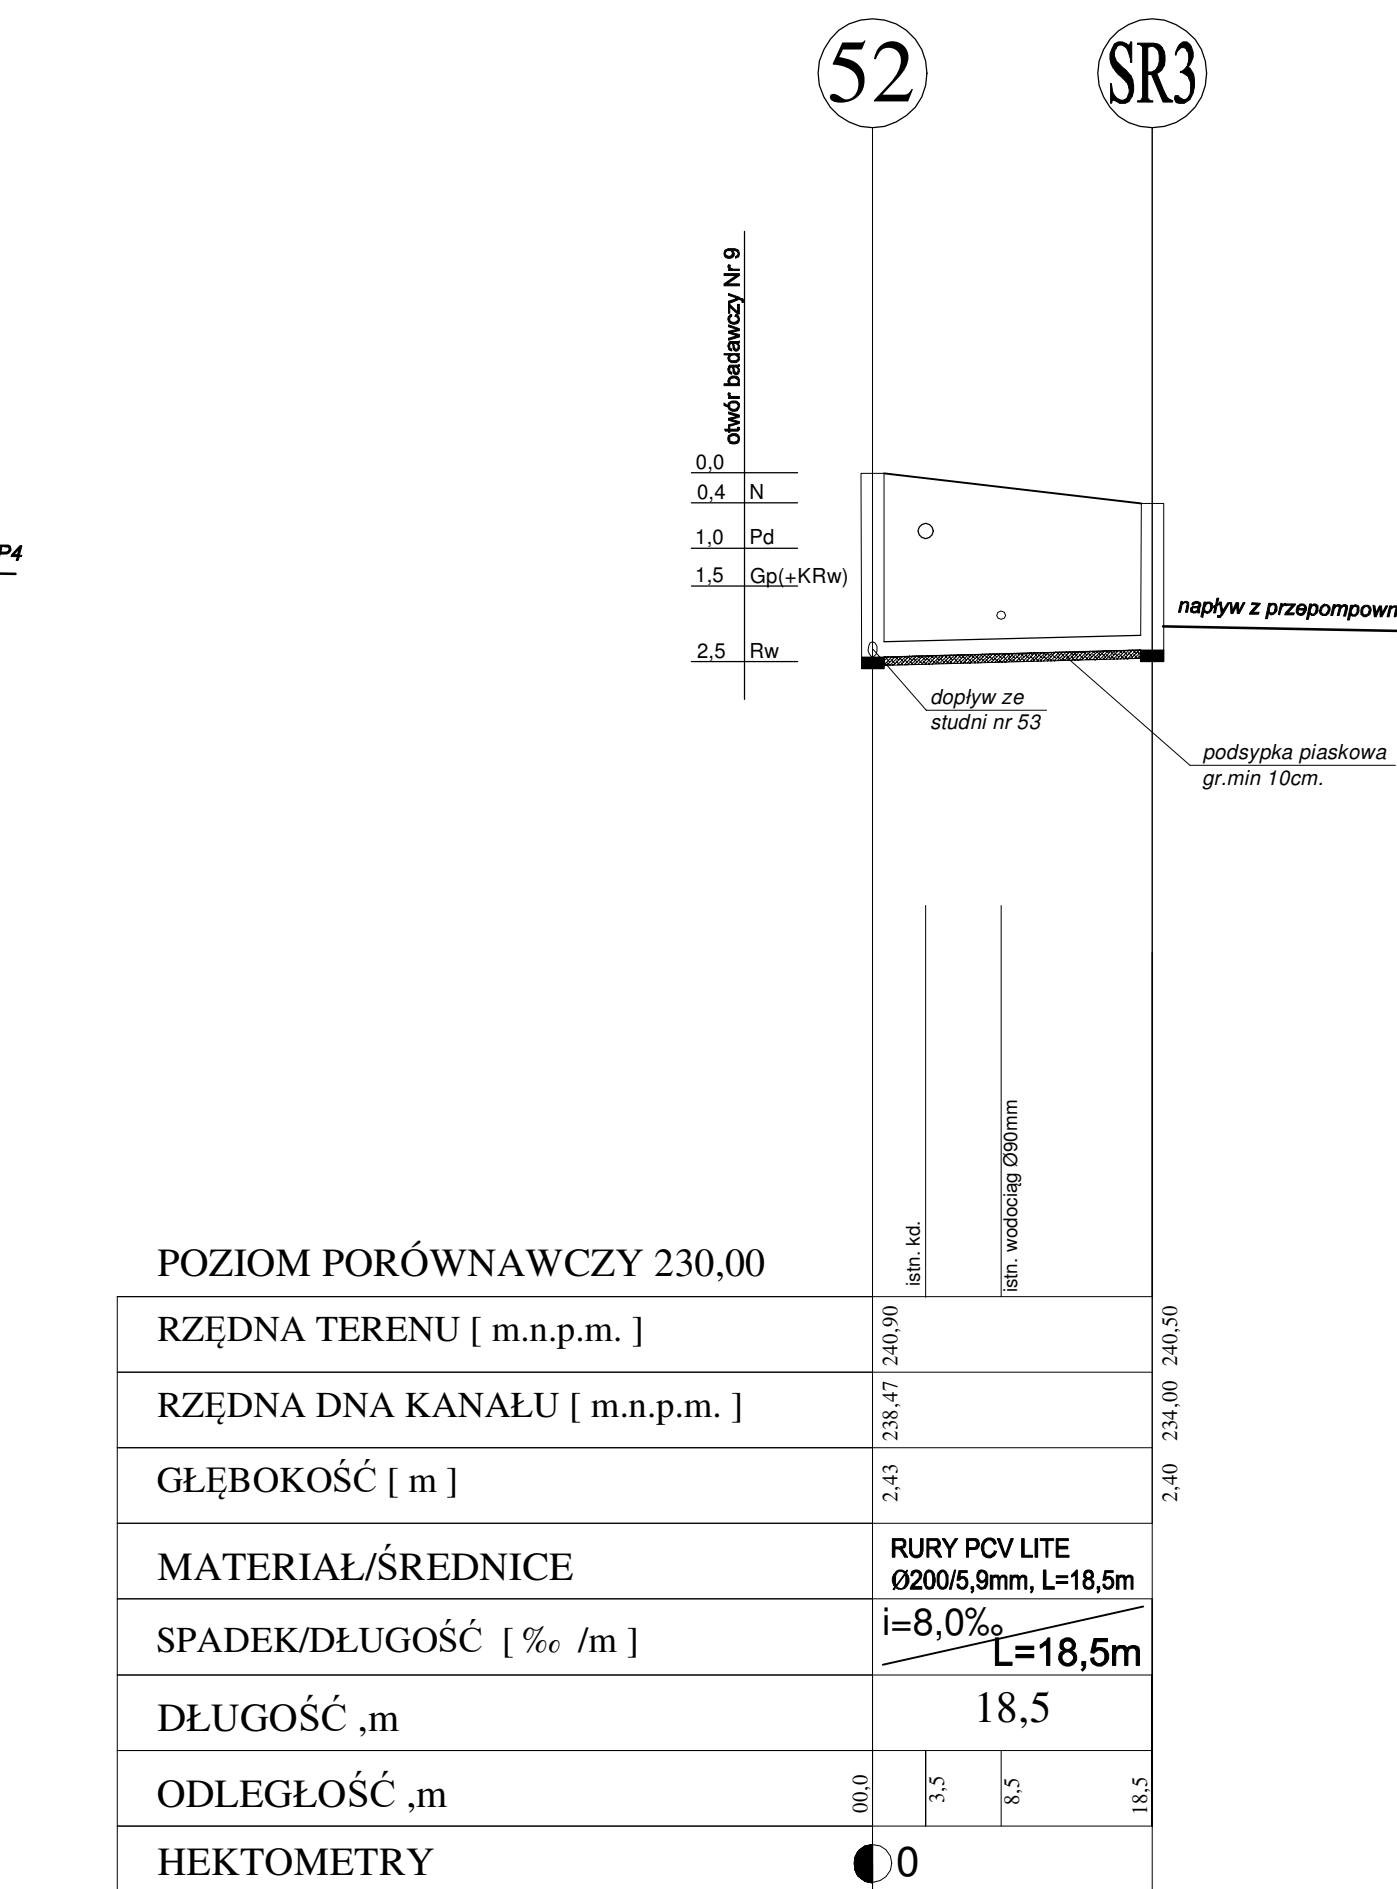 52
SR3
otwór badawczy Nr 9
0,0
0,4 N
1,0 Pd
1,5 Gp(+KRw)
2,5 Rw
P4
napływ z przepompown
dopływ ze
studni nr 53
podsypka piaskowa
gr.min 10cm.
istn. kd.
istn. wodociąg Ø90mm
POZIOM PORÓWNAWCZY 230,00
RZĘDNA TERENU [ m.n.p.m. ]
240,90
240,50
RZĘDNA DNA KANAŁU [ m.n.p.m. ]
238,47
234,00
GŁĘBOKOŚĆ [ m ]
2,43
2,40
MATERIAŁ/ŚREDNICE
RURY PCV LITE
Ø200/5,9mm, L=18,5m
SPADEK/DŁUGOŚĆ [ ‰ /m ]
i=8,0‰
L=18,5m
DŁUGOŚĆ ,m
18,5
ODLEGŁOŚĆ ,m
00,0
3,5
8,5
18,5
HEKTOMETRY
0